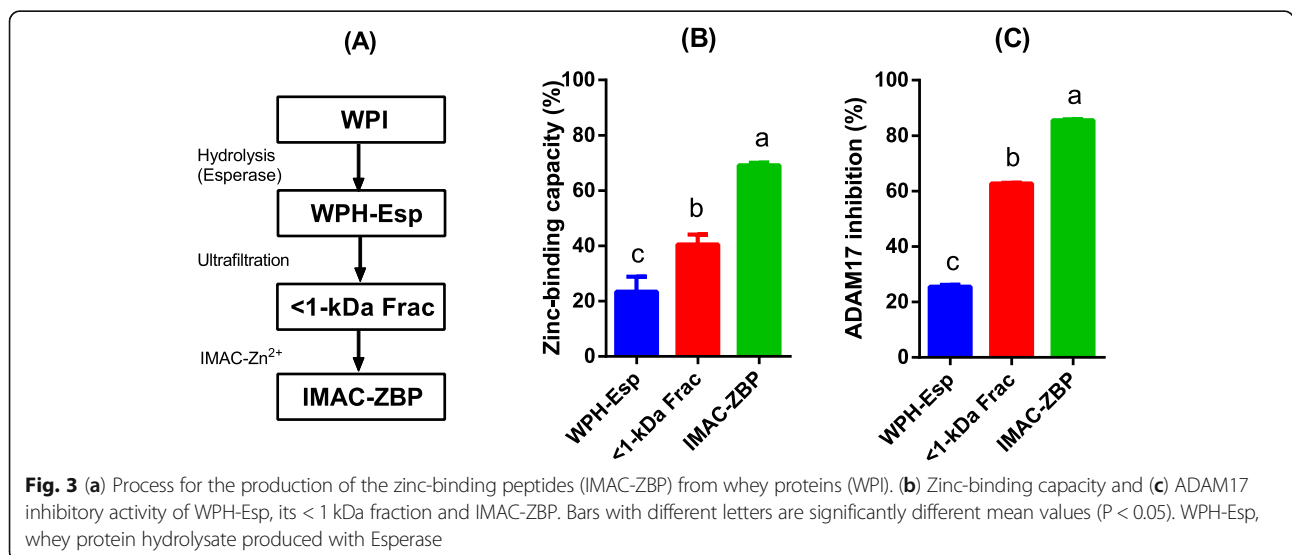 (A)
WPI
Hydrolysis
(Esperase)
WPH-Esp
Ultrafiltration
<1-kDa Frac
IMAC-Zn²⁺
IMAC-ZBP
(B)
Zinc-binding capacity (%)
100
80
60
40
20
0
c
b
a
WPH-Esp
<1-kDa Frac
IMAC-ZBP
(C)
ADAM17 inhibition (%)
100
80
60
40
20
0
c
b
a
WPH-Esp
<1-kDa Frac
IMAC-ZBP
Fig. 3 (a) Process for the production of the zinc-binding peptides (IMAC-ZBP) from whey proteins (WPI). (b) Zinc-binding capacity and (c) ADAM17
inhibitory activity of WPH-Esp, its < 1 kDa fraction and IMAC-ZBP. Bars with different letters are significantly different mean values (P < 0.05). WPH-Esp,
whey protein hydrolysate produced with Esperase